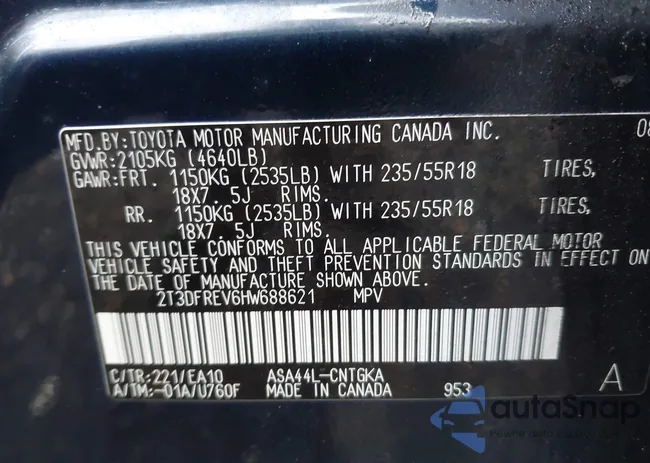 MFD.BY:TOYOTA MOTOR MANUFACTURING CANADA INC. 08
GVWR:2105KG (4640LB)
GAWR:FRT. 1150KG (2535LB) WITH 235/55R18 TIRES,
18X7.5J RIMS.
RR. 1150KG (2535LB) WITH 235/55R18 TIRES,
18X7.5J RIMS.
THIS VEHICLE CONFORMS TO ALL APPLICABLE FEDERAL MOTOR
VEHICLE SAFETY AND THEFT PREVENTION STANDARDS IN EFFECT ON
THE DATE OF MANUFACTURE SHOWN ABOVE.
2T3DFREV6HW688621 MPV
C/TR:221/EA10 ASA44L-CNTGKA
A/TM:-01A/U760F MADE IN CANADA 953 A
autoSnap